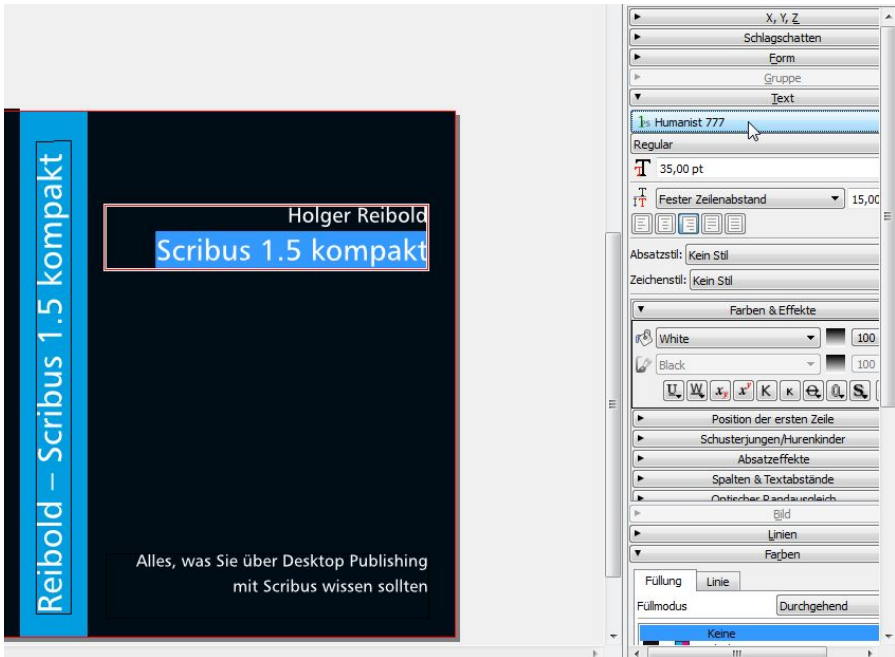 Reibold – Scribus 1.5 kompakt
Holger Reibold
Scribus 1.5 kompakt
Alles, was Sie über Desktop Publishing
mit Scribus wissen sollten
X, Y, Z
Schlagschatten
Form
Gruppe
Text
Humanist 777
Regular
35,00 pt
Fester Zeilenabstand 15,00
Absatzstil: Kein Stil
Zeichenstil: Kein Stil
Farben & Effekte
White 100
Black 100
Position der ersten Zeile
Schusterjungen/Hurenkinder
Absatzeffekte
Spalten & Textabstände
Optischer Randausgleich
Bild
Linien
Farben
Füllung Linie
Füllmodus Durchgehend
Keine